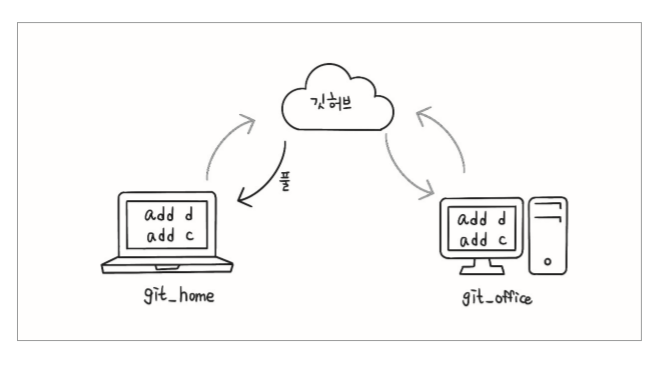 깃허브
풀
add d
add c
git_home
add d
add c
git_office